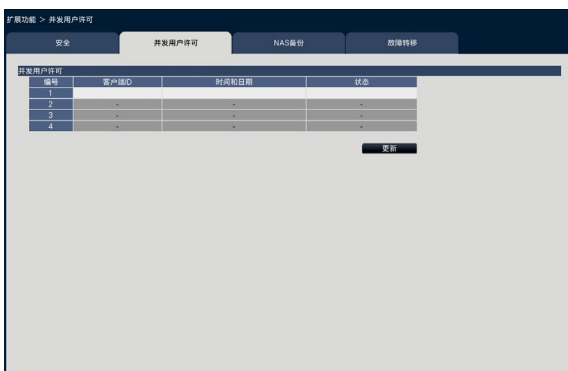 扩展功能 > 并发用户许可
安全 并发用户许可 NAS备份 故障转移
并发用户许可
编号 客户端ID 时间和日期 状态
1
2 - - -
3 - - -
4 - - -
更新